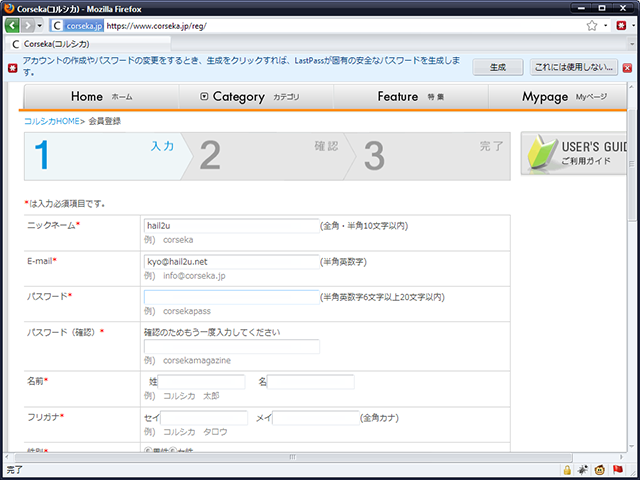 Corseka(コルシカ) - Mozilla Firefox
corseka.jp https://www.corseka.jp/reg/
Corseka(コルシカ)
アカウントの作成やパスワードの変更をするとき、生成をクリックすれば、LastPassが固有の安全なパスワードを生成しま
す。
生成
これには使用しない...
Home ホーム
Category カテゴリ
Feature 特 集
Mypage Myページ
コルシカHOME> 会員登録
1 入力
2 確認
3 完了
USER'S GUID
ご利用ガイド
*は入力必須項目です。
ニックネーム* hail2u (全角・半角10文字以内)
例) corseka
E-mail* kyo@hail2u.net (半角英数字)
例) info@corseka.jp
パスワード* (半角英数字6文字以上20文字以内)
例) corsekapass
パスワード(確認)* 確認のためもう一度入力してください
例) corsekamagazine
名前* 姓 名
例) コルシカ 太郎
フリガナ* セイ メイ (全角カナ)
例) コルシカ タロウ
完了